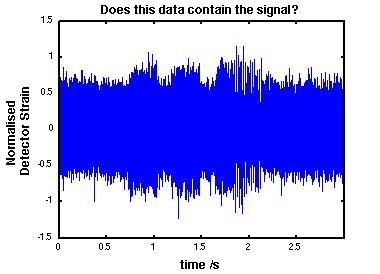 Does this data contain the signal?
1.5
1
0.5
0
-0.5
-1
-1.5
Normalised
Detector Strain
0 0.5 1 1.5 2 2.5
time /s